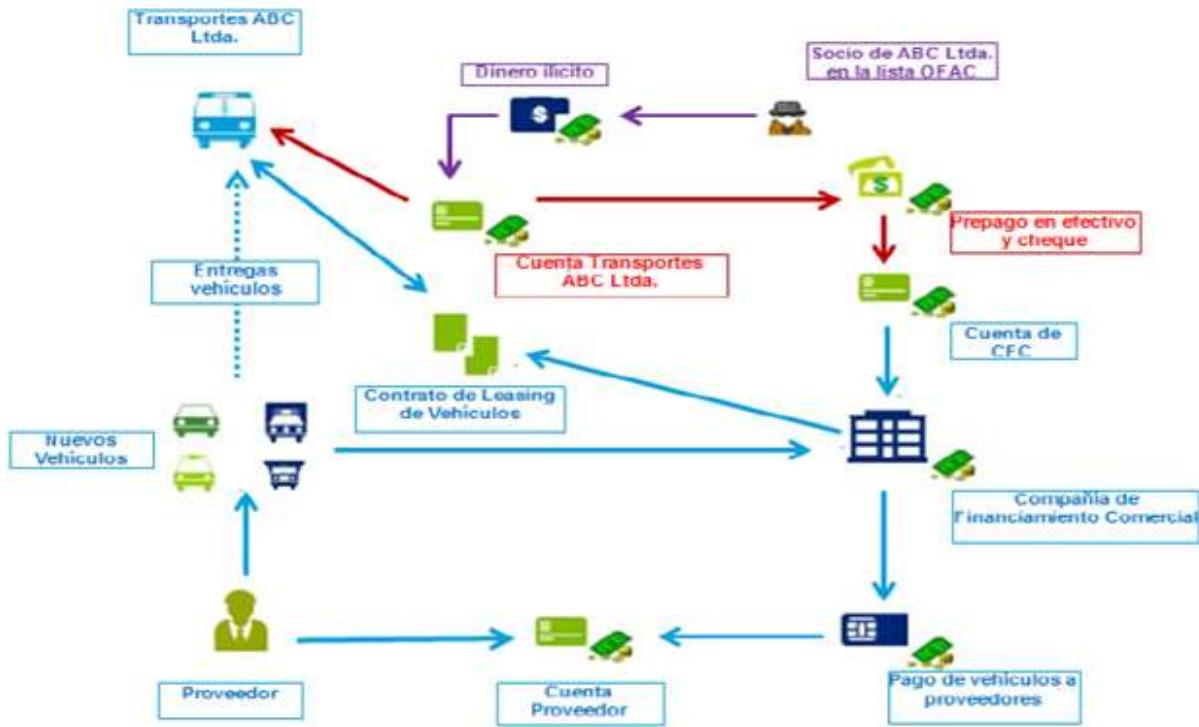 Transportes ABC
Ltda.
Dinero ilícito
Socio de ABC Ltda.
en la lista OFAC
Prepago en efectivo
y cheque
Cuenta Transportes
ABC Ltda.
Entregas
vehículos
Cuenta de
CFC
Contrato de Leasing
de Vehículos
Nuevos
Vehículos
Compañía de
Financiamiento Comercial
Proveedor
Cuenta
Proveedor
Pago de vehículos a
proveedores